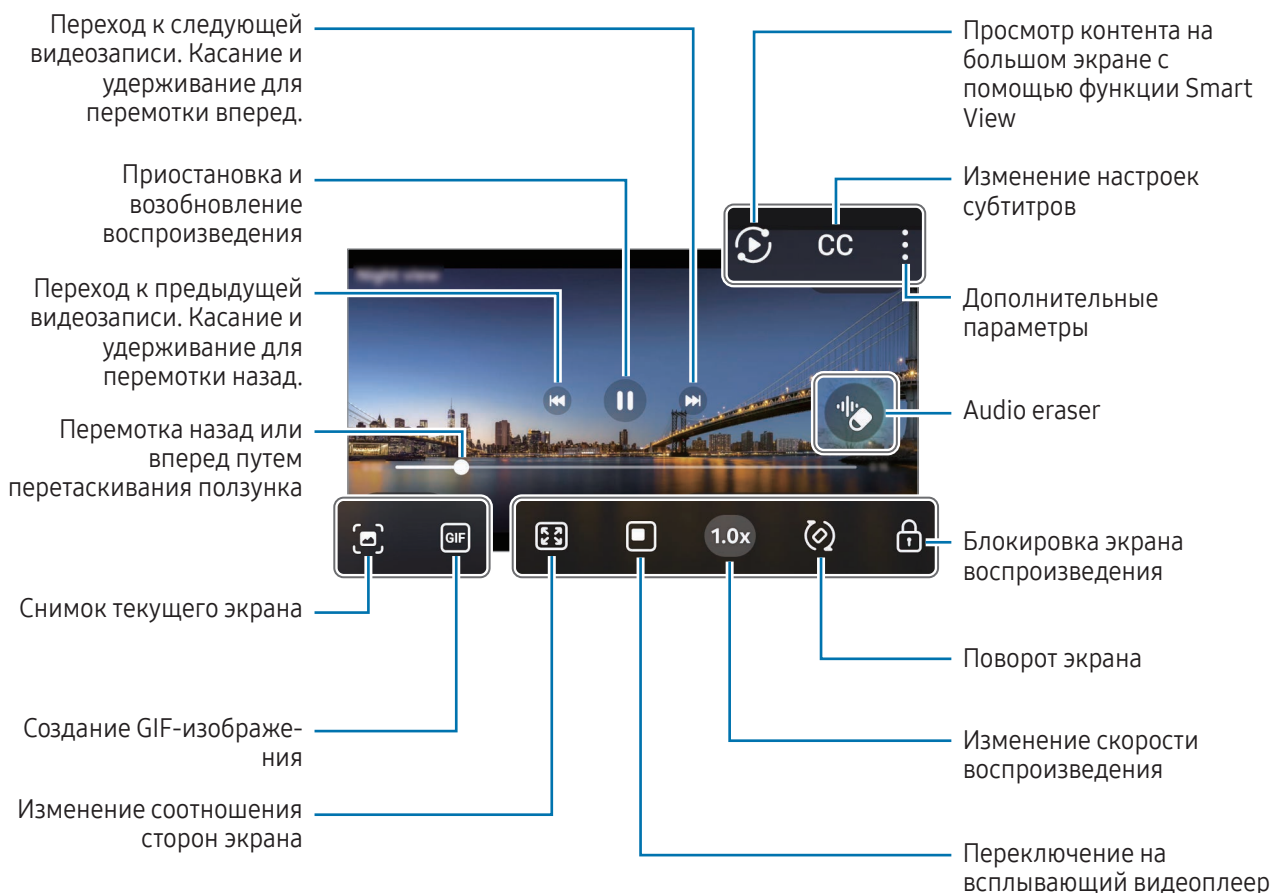 Переход к следующей
видеозаписи. Касание и
удерживание для
перемотки вперед.
Приостановка и
возобновление
воспроизведения
Переход к предыдущей
видеозаписи. Касание и
удерживание для
перемотки назад.
Перемотка назад или
вперед путем
перетаскивания ползунка
Снимок текущего экрана
Создание GIF-изображе-
ния
Изменение соотношения
сторон экрана
Night view
CC
GIF
1.0x
Просмотр контента на
большом экране с
помощью функции Smart
View
Изменение настроек
субтитров
Дополнительные
параметры
Audio eraser
Блокировка экрана
воспроизведения
Поворот экрана
Изменение скорости
воспроизведения
Переключение на
всплывающий видеоплеер